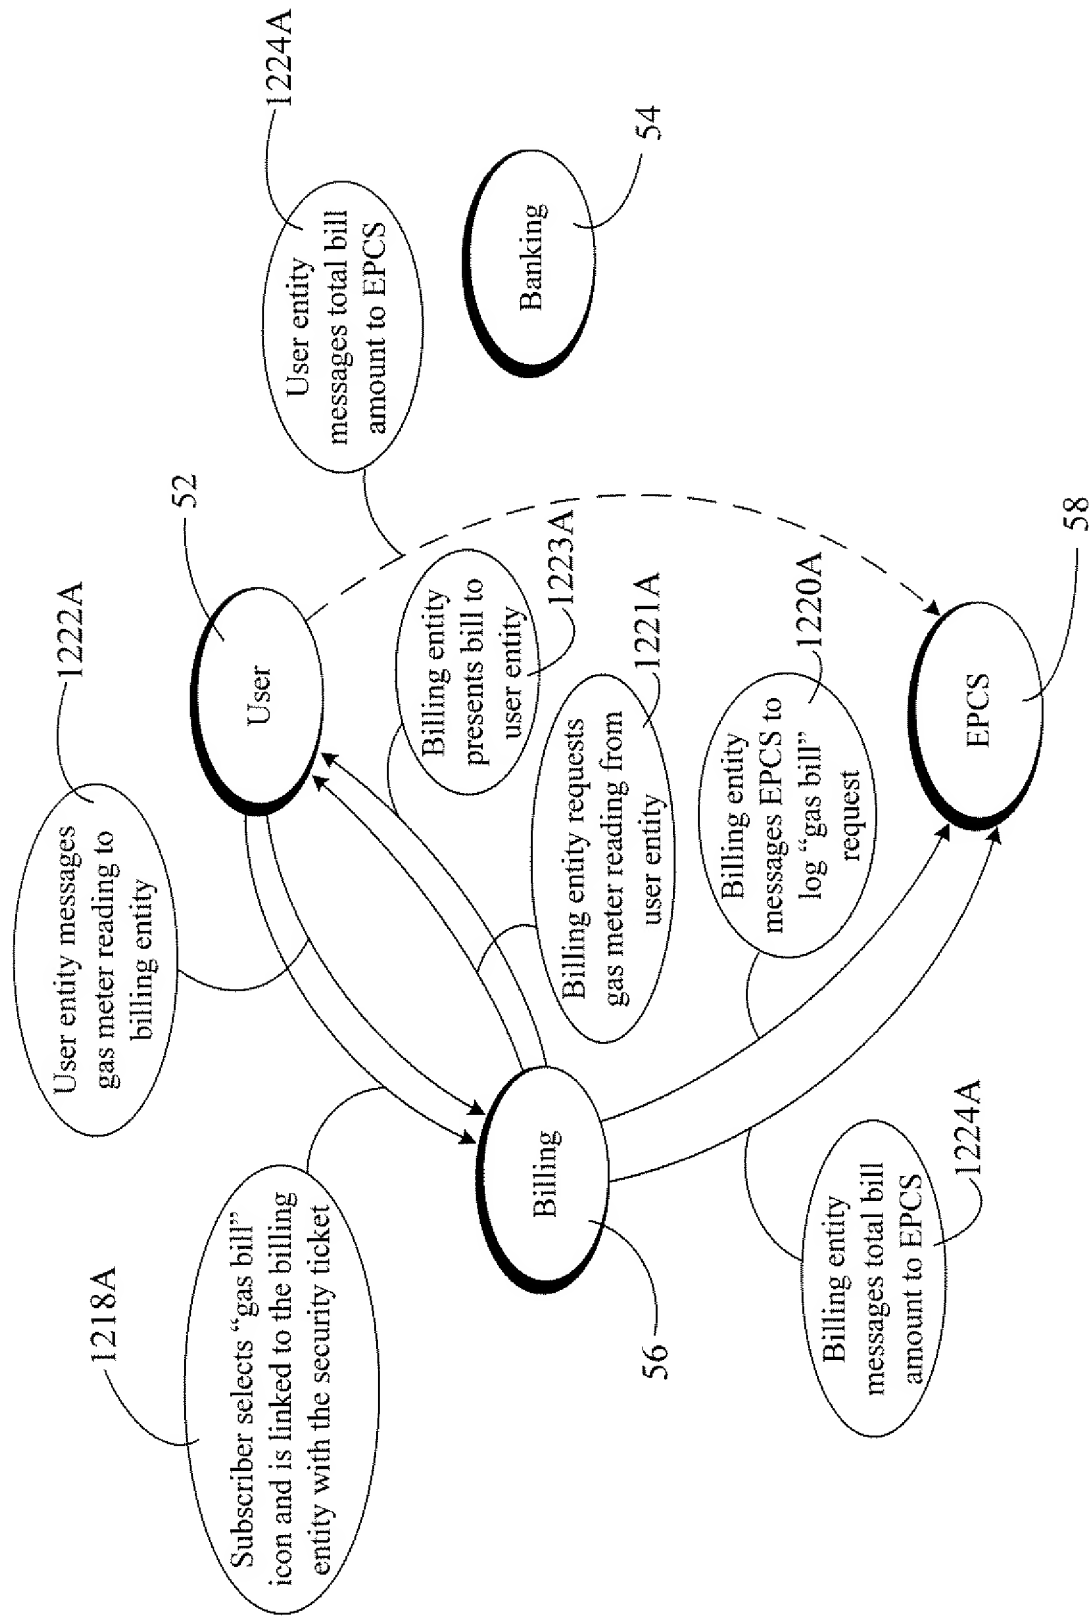 1218A
Subscriber selects “gas bill”
icon and is linked to the billing
entity with the security ticket
1222A
User entity messages
gas meter reading to
billing entity
52
User
1224A
User entity
messages total bill
amount to EPCS
Banking
54
Billing entity
presents bill to
user entity
1223A
Billing entity requests
gas meter reading from
user entity
1221A
Billing
56
Billing entity
messages EPCS to
log “gas bill”
request
1220A
Billing entity
messages total bill
amount to EPCS
1224A
EPCS
58